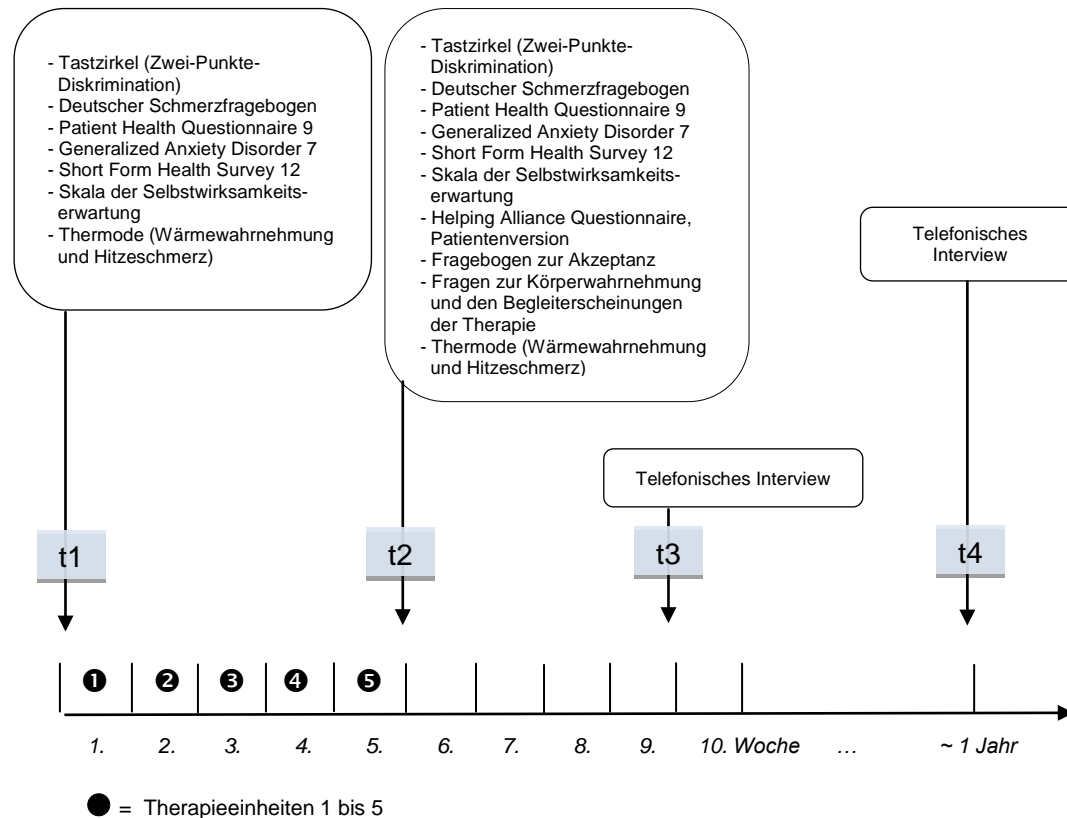 - Tastzirkel (Zwei-Punkte-
Diskrimination)
- Deutscher Schmerzfragebogen
- Patient Health Questionnaire 9
- Generalized Anxiety Disorder 7
- Short Form Health Survey 12
- Skala der Selbstwirksamkeits-
erwartung
- Thermode (Wärmewahrnehmung
und Hitzeschmerz)
- Tastzirkel (Zwei-Punkte-
Diskrimination)
- Deutscher Schmerzfragebogen
- Patient Health Questionnaire 9
- Generalized Anxiety Disorder 7
- Short Form Health Survey 12
- Skala der Selbstwirksamkeits-
erwartung
- Helping Alliance Questionnaire,
Patientenversion
- Fragebogen zur Akzeptanz
- Fragen zur Körperwahrnehmung
und den Begleiterscheinungen
der Therapie
- Thermode (Wärmewahrnehmung
und Hitzeschmerz)
Telefonisches
Interview
Telefonisches Interview
t1 t2 t3 t4
❶ ❷ ❸ ❹ ❺
1. 2. 3. 4. 5. 6. 7. 8. 9. 10. Woche … ~ 1 Jahr
● = Therapieeinheiten 1 bis 5